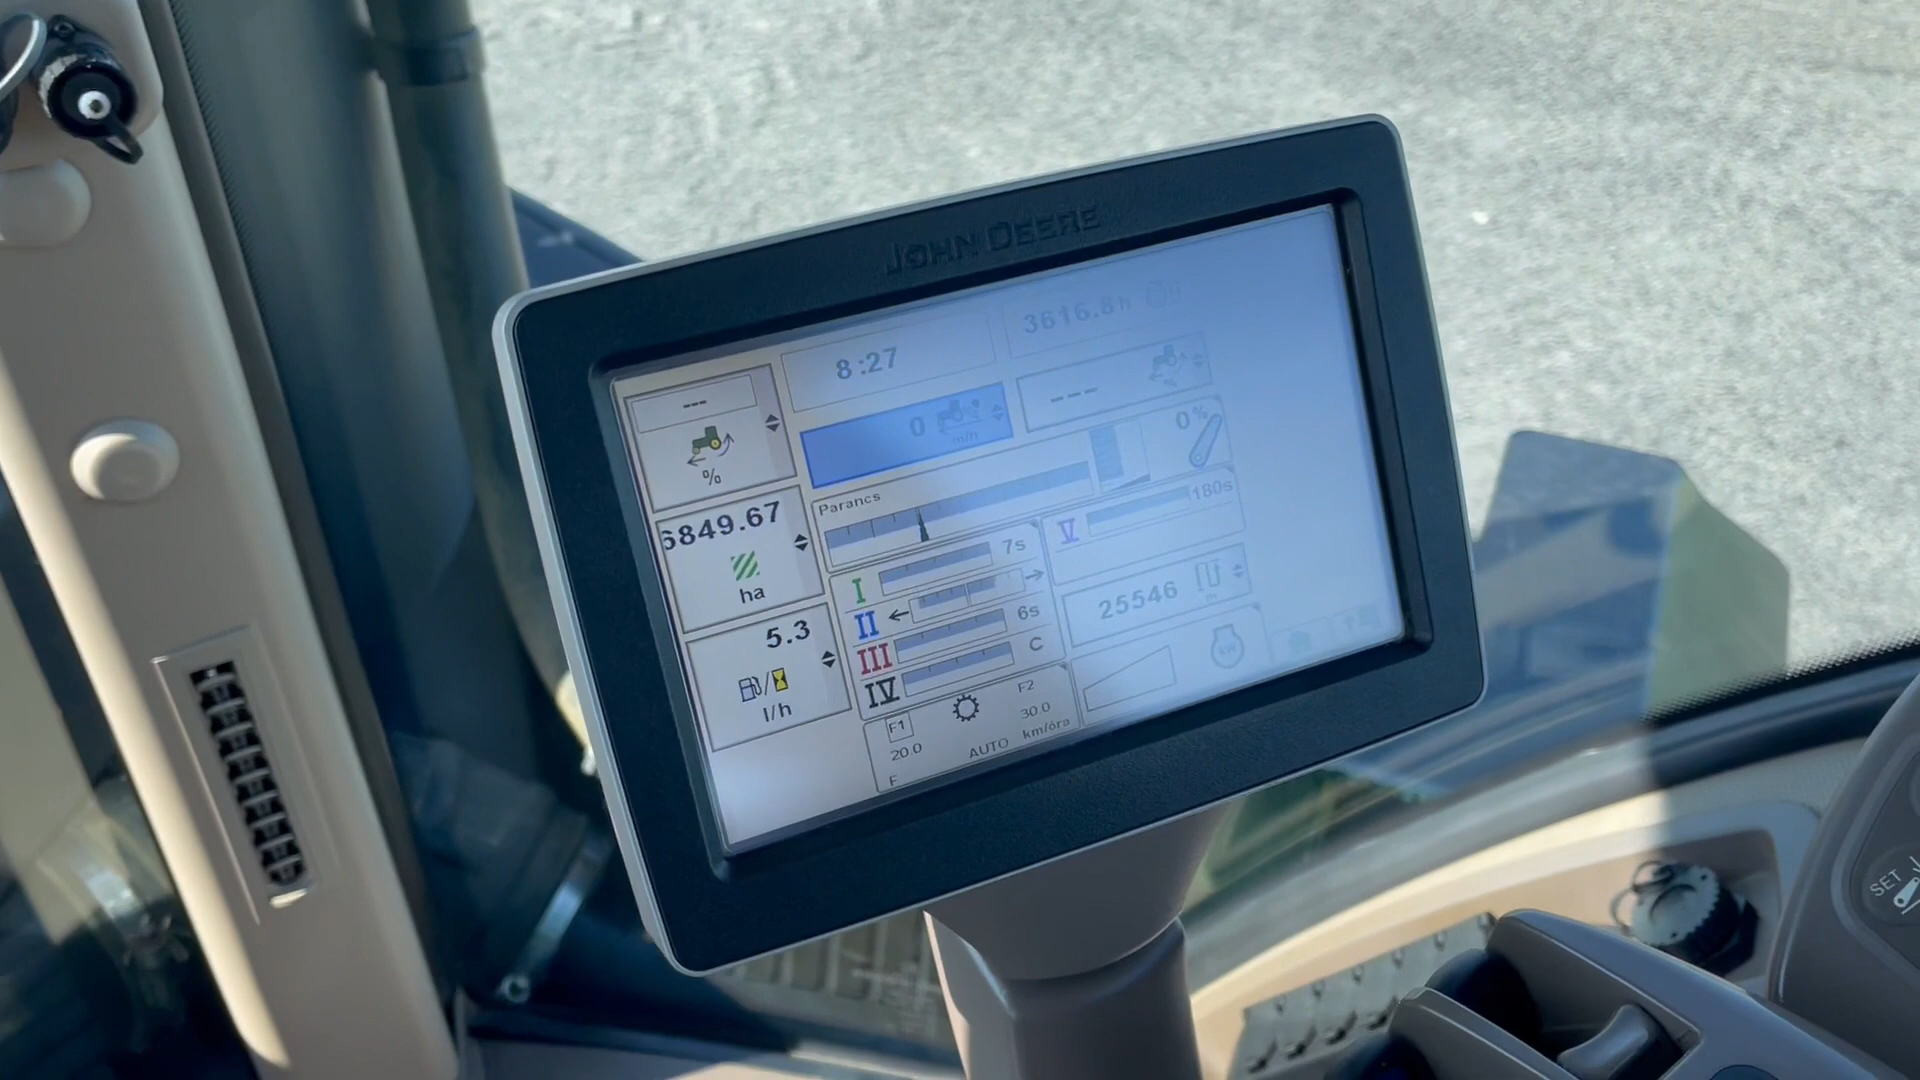 JOHN DEERE
8:27
3616.8h
---
%
0
m/h
---
6849.67
ha
Parancs
0%
I
7s
V
180s
II
III
6s
IV
C
25546
5.3
l/h
F1
F2
20.0
30.0
AUTO
km/óra
F
kW
SET